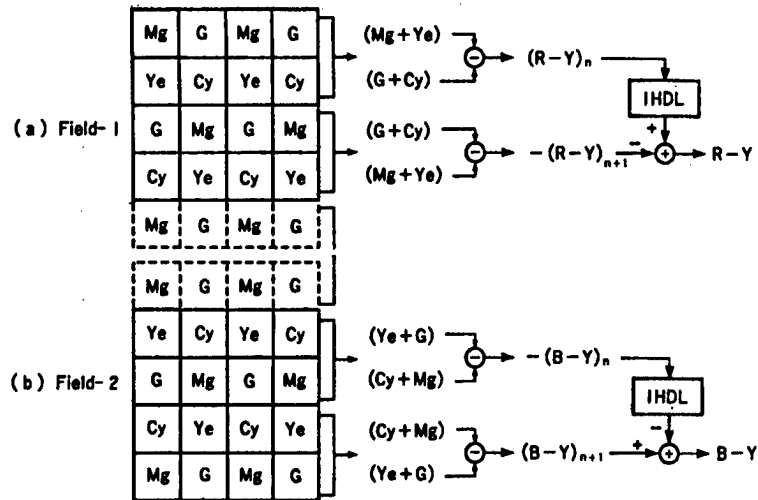 Mg G Mg G
Ye Cy Ye Cy
G Mg G Mg
Cy Ye Cy Ye
Mg G Mg G
(a) Field-1
(Mg+Ye)
(G+Cy)
−
(R-Y)n
1HDL
+
(G+Cy)
(Mg+Ye)
−
-(R-Y)n+1
−
+
R-Y
Mg G Mg G
Ye Cy Ye Cy
G Mg G Mg
Cy Ye Cy Ye
Mg G Mg G
(b) Field-2
(Ye+G)
(Cy+Mg)
−
-(B-Y)n
1HDL
−
(Cy+Mg)
(Ye+G)
−
(B-Y)n+1
+
+
B-Y